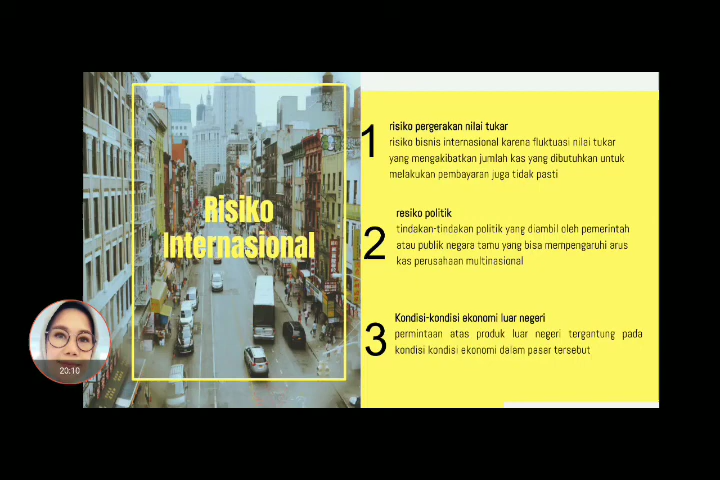 Risiko
Internasional
1
risiko pergerakan nilai tukar
risiko bisnis internasional karena fluktuasi nilai tukar
yang mengakibatkan jumlah kas yang dibutuhkan untuk
melakukan pembayaran juga tidak pasti
2
resiko politik
tindakan-tindakan politik yang diambil oleh pemerintah
atau publik negara tamu yang bisa mempengaruhi arus
kas perusahaan multinasional
3
Kondisi-kondisi ekonomi luar negeri
permintaan atas produk luar negeri tergantung pada
kondisi kondisi ekonomi dalam pasar tersebut
20:10